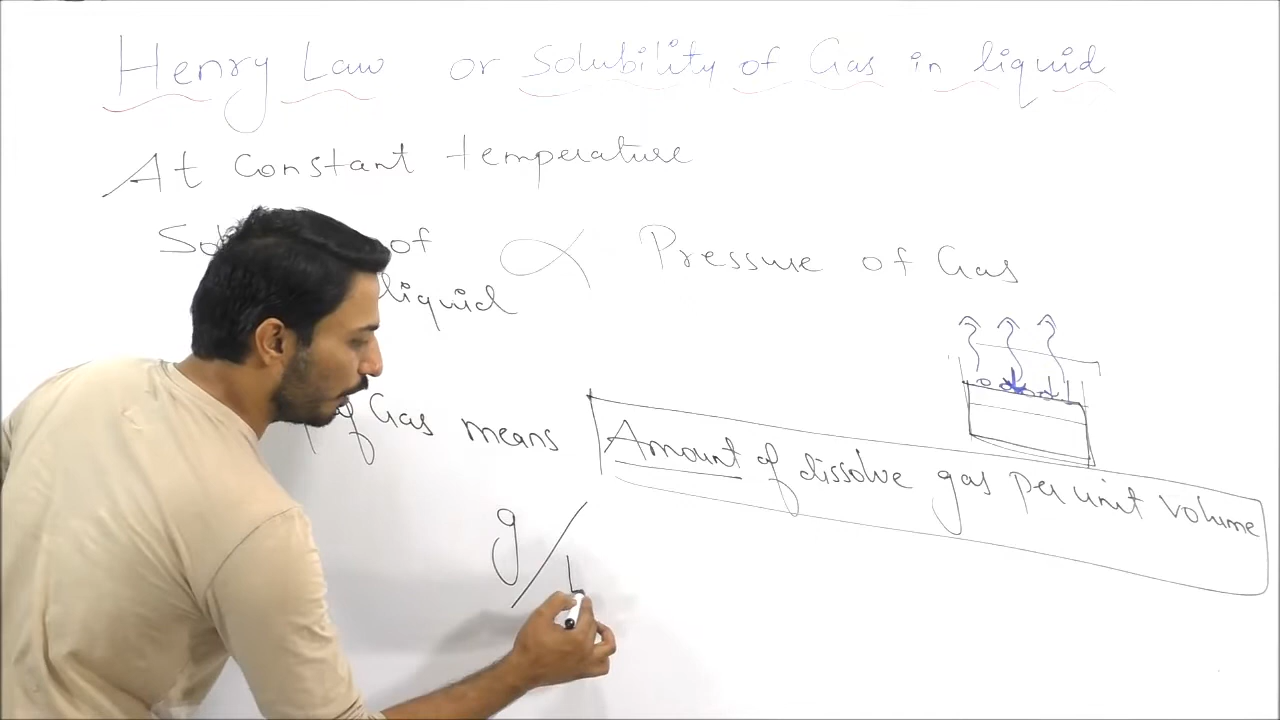 Henry Law or Solubility of Gas in liquid
At constant temperature
of ∝ Pressure of Gas
liquid
of Gas means Amount of dissolve gas per unit volume
g/L